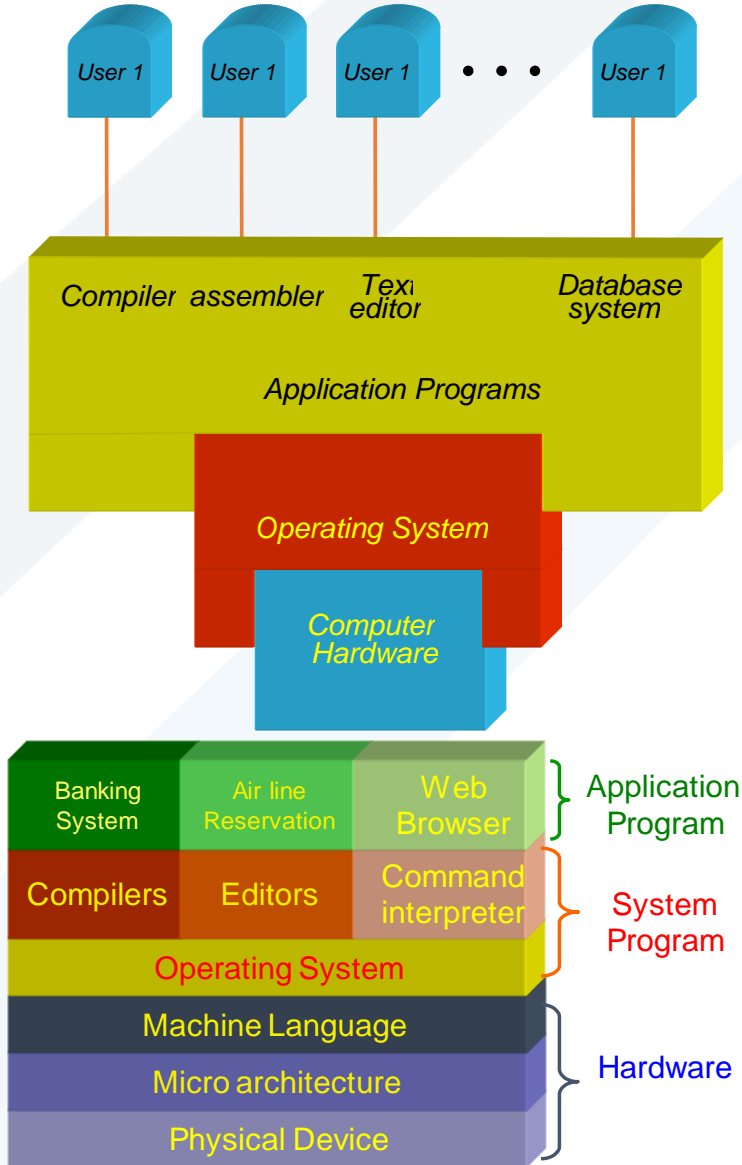 User 1 User 1 User 1 • • • User 1
Compiler assembler Text editor Database system
Application Programs
Operating System
Computer
Hardware
Banking
System
Air line
Reservation
Web
Browser
Application
Program
Compilers
Editors
Command
interpreter
System
Program
Operating System
Machine Language
Micro architecture
Hardware
Physical Device